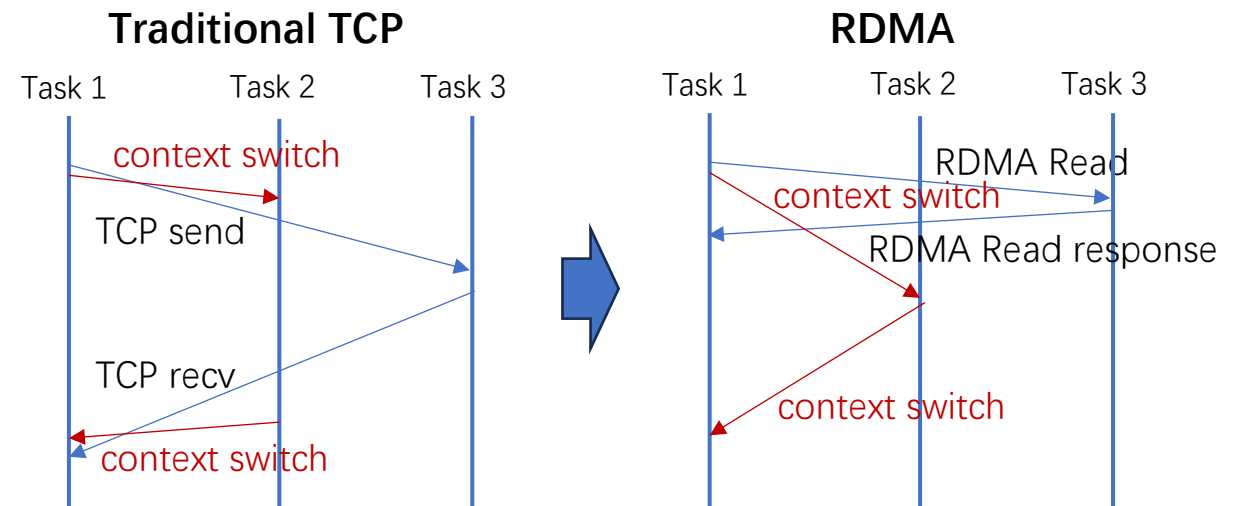 Traditional TCP
Task 1
Task 2
Task 3
context switch
TCP send
TCP recv
context switch
RDMA
Task 1
Task 2
Task 3
RDMA Read
context switch
RDMA Read response
context switch